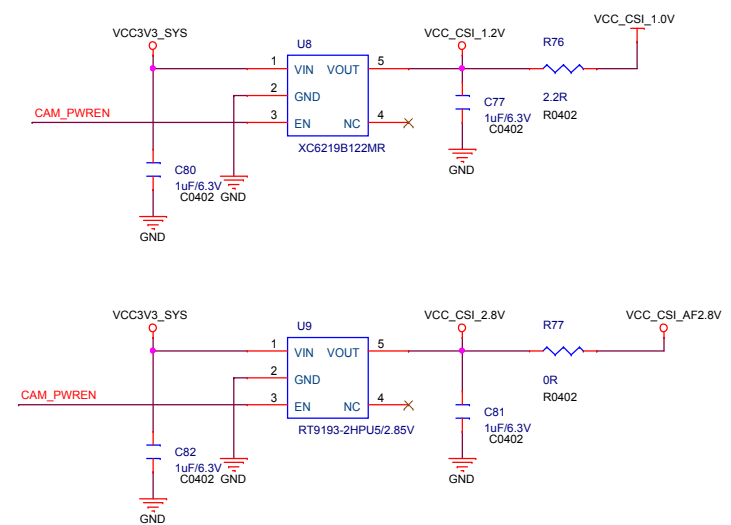 VCC3V3_SYS
U8
VCC_CSI_1.2V
R76
VCC_CSI_1.0V
1 VIN VOUT 5
2 GND
CAM_PWREN
3 EN NC 4
XC6219B122MR
C77
1uF/6.3V
C0402
2.2R
R0402
C80
1uF/6.3V
C0402
GND
GND
GND
VCC3V3_SYS
U9
VCC_CSI_2.8V
R77
VCC_CSI_AF2.8V
1 VIN VOUT 5
2 GND
CAM_PWREN
3 EN NC 4
RT9193-2HPU5/2.85V
C81
1uF/6.3V
C0402
0R
R0402
C82
1uF/6.3V
C0402
GND
GND
GND